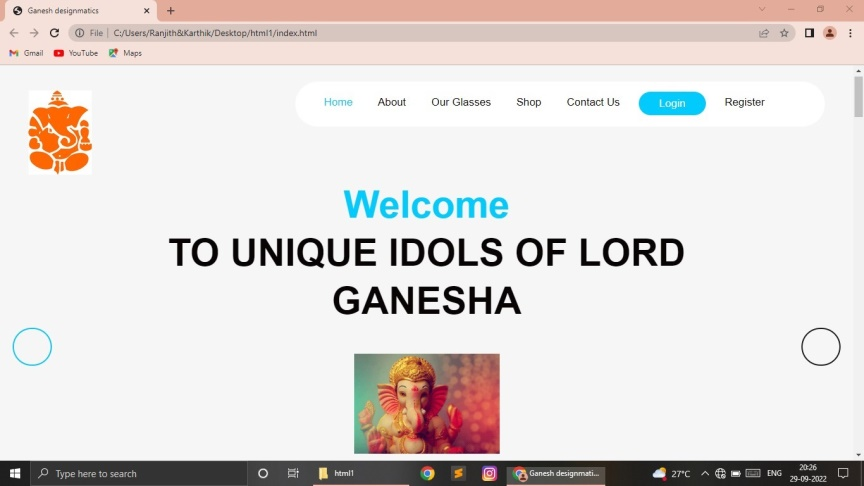 Ganesh designmatics
File
C:/Users/Ranjith&Karthik/Desktop/html1/index.html
Gmail
YouTube
Maps
Home
About
Our Glasses
Shop
Contact Us
Login
Register
Welcome
TO UNIQUE IDOLS OF LORD
GANESHA
Type here to search
html1
Ganesh designmati...
27°C
ENG
20:26
29-09-2022